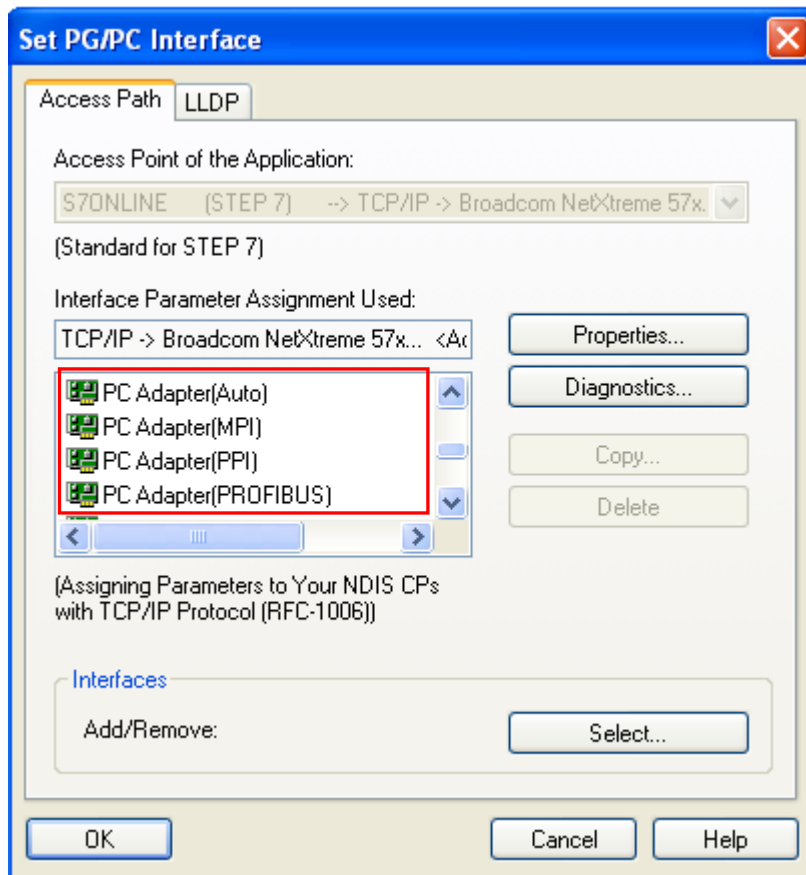 Set PG/PC Interface
Access Path
LLDP
Access Point of the Application:
S7ONLINE (STEP 7) --> TCP/IP -> Broadcom NetXtreme 57x.
(Standard for STEP 7)
Interface Parameter Assignment Used:
TCP/IP -> Broadcom NetXtreme 57x... <Ac
Properties...
PC Adapter(Auto)
Diagnostics...
PC Adapter(MPI)
PC Adapter(PPI)
Copy...
PC Adapter(PROFIBUS)
Delete
(Assigning Parameters to Your NDIS CPs
with TCP/IP Protocol (RFC-1006))
Interfaces
Add/Remove:
Select...
OK
Cancel
Help